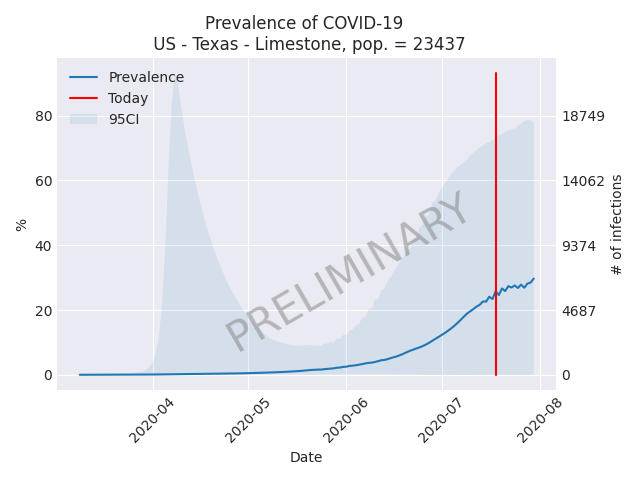 Prevalence of COVID-19
US - Texas - Limestone, pop. = 23437
Prevalence
Today
95CI
80
60
40
20
0
%
18749
14062
9374
4687
0
# of infections
PRELIMINARY
2020-04
2020-05
2020-06
2020-07
2020-08
Date